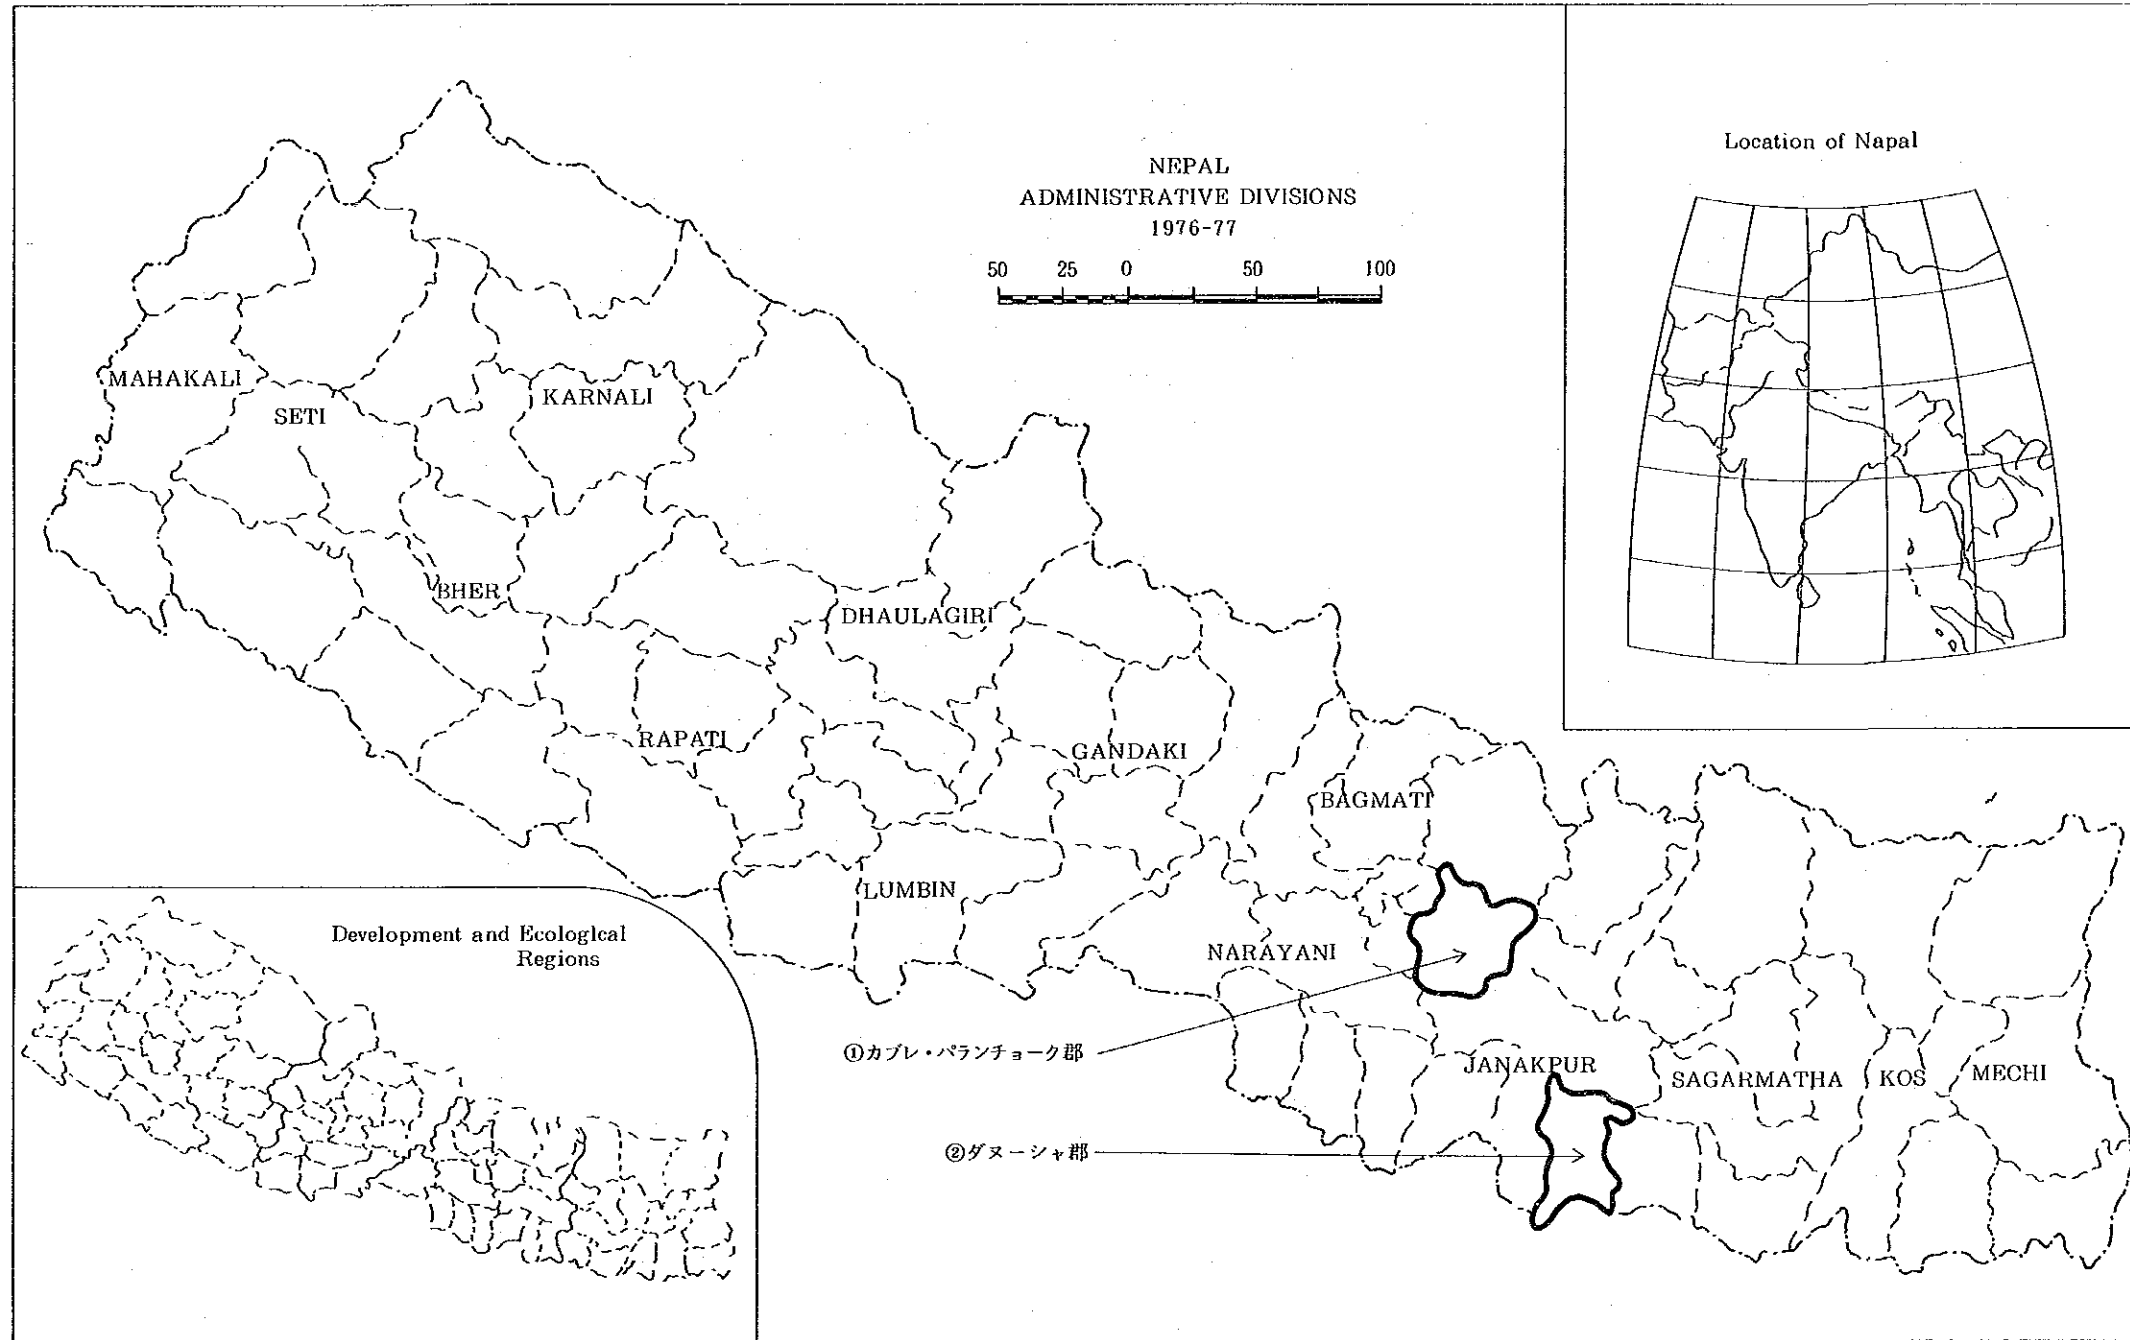 NEPAL
ADMINISTRATIVE DIVISIONS
1976-77
50 25 0 50 100
Location of Napal
MAHAKALI
SETI
KARNALI
BHER
DHAULAGIRI
RAPATI
GANDAKI
BAGMATI
LUMBIN
NARAYANI
①カブレ・パランチョーク郡
JANAKPUR
SAGARMATHA
KOS
MECHI
②ダヌーシャ郡
Development and Ecologlcal
Regions